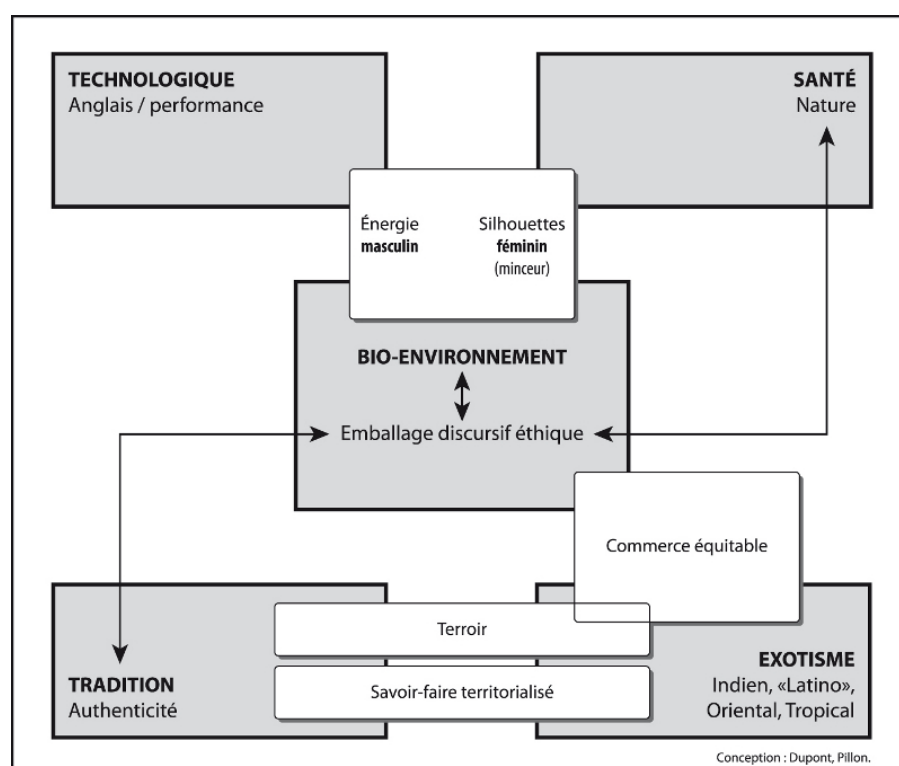 TECHNOLOGIQUE
Anglais / performance
SANTÉ
Nature
Énergie
masculin
Silhouettes
féminin
(minceur)
BIO-ENVIRONNEMENT
Emballage discursif éthique
Commerce équitable
Terroir
Savoir-faire territorialisé
TRADITION
Authenticité
EXOTISME
Indien, «Latino»,
Oriental, Tropical
Conception : Dupont, Pillon.